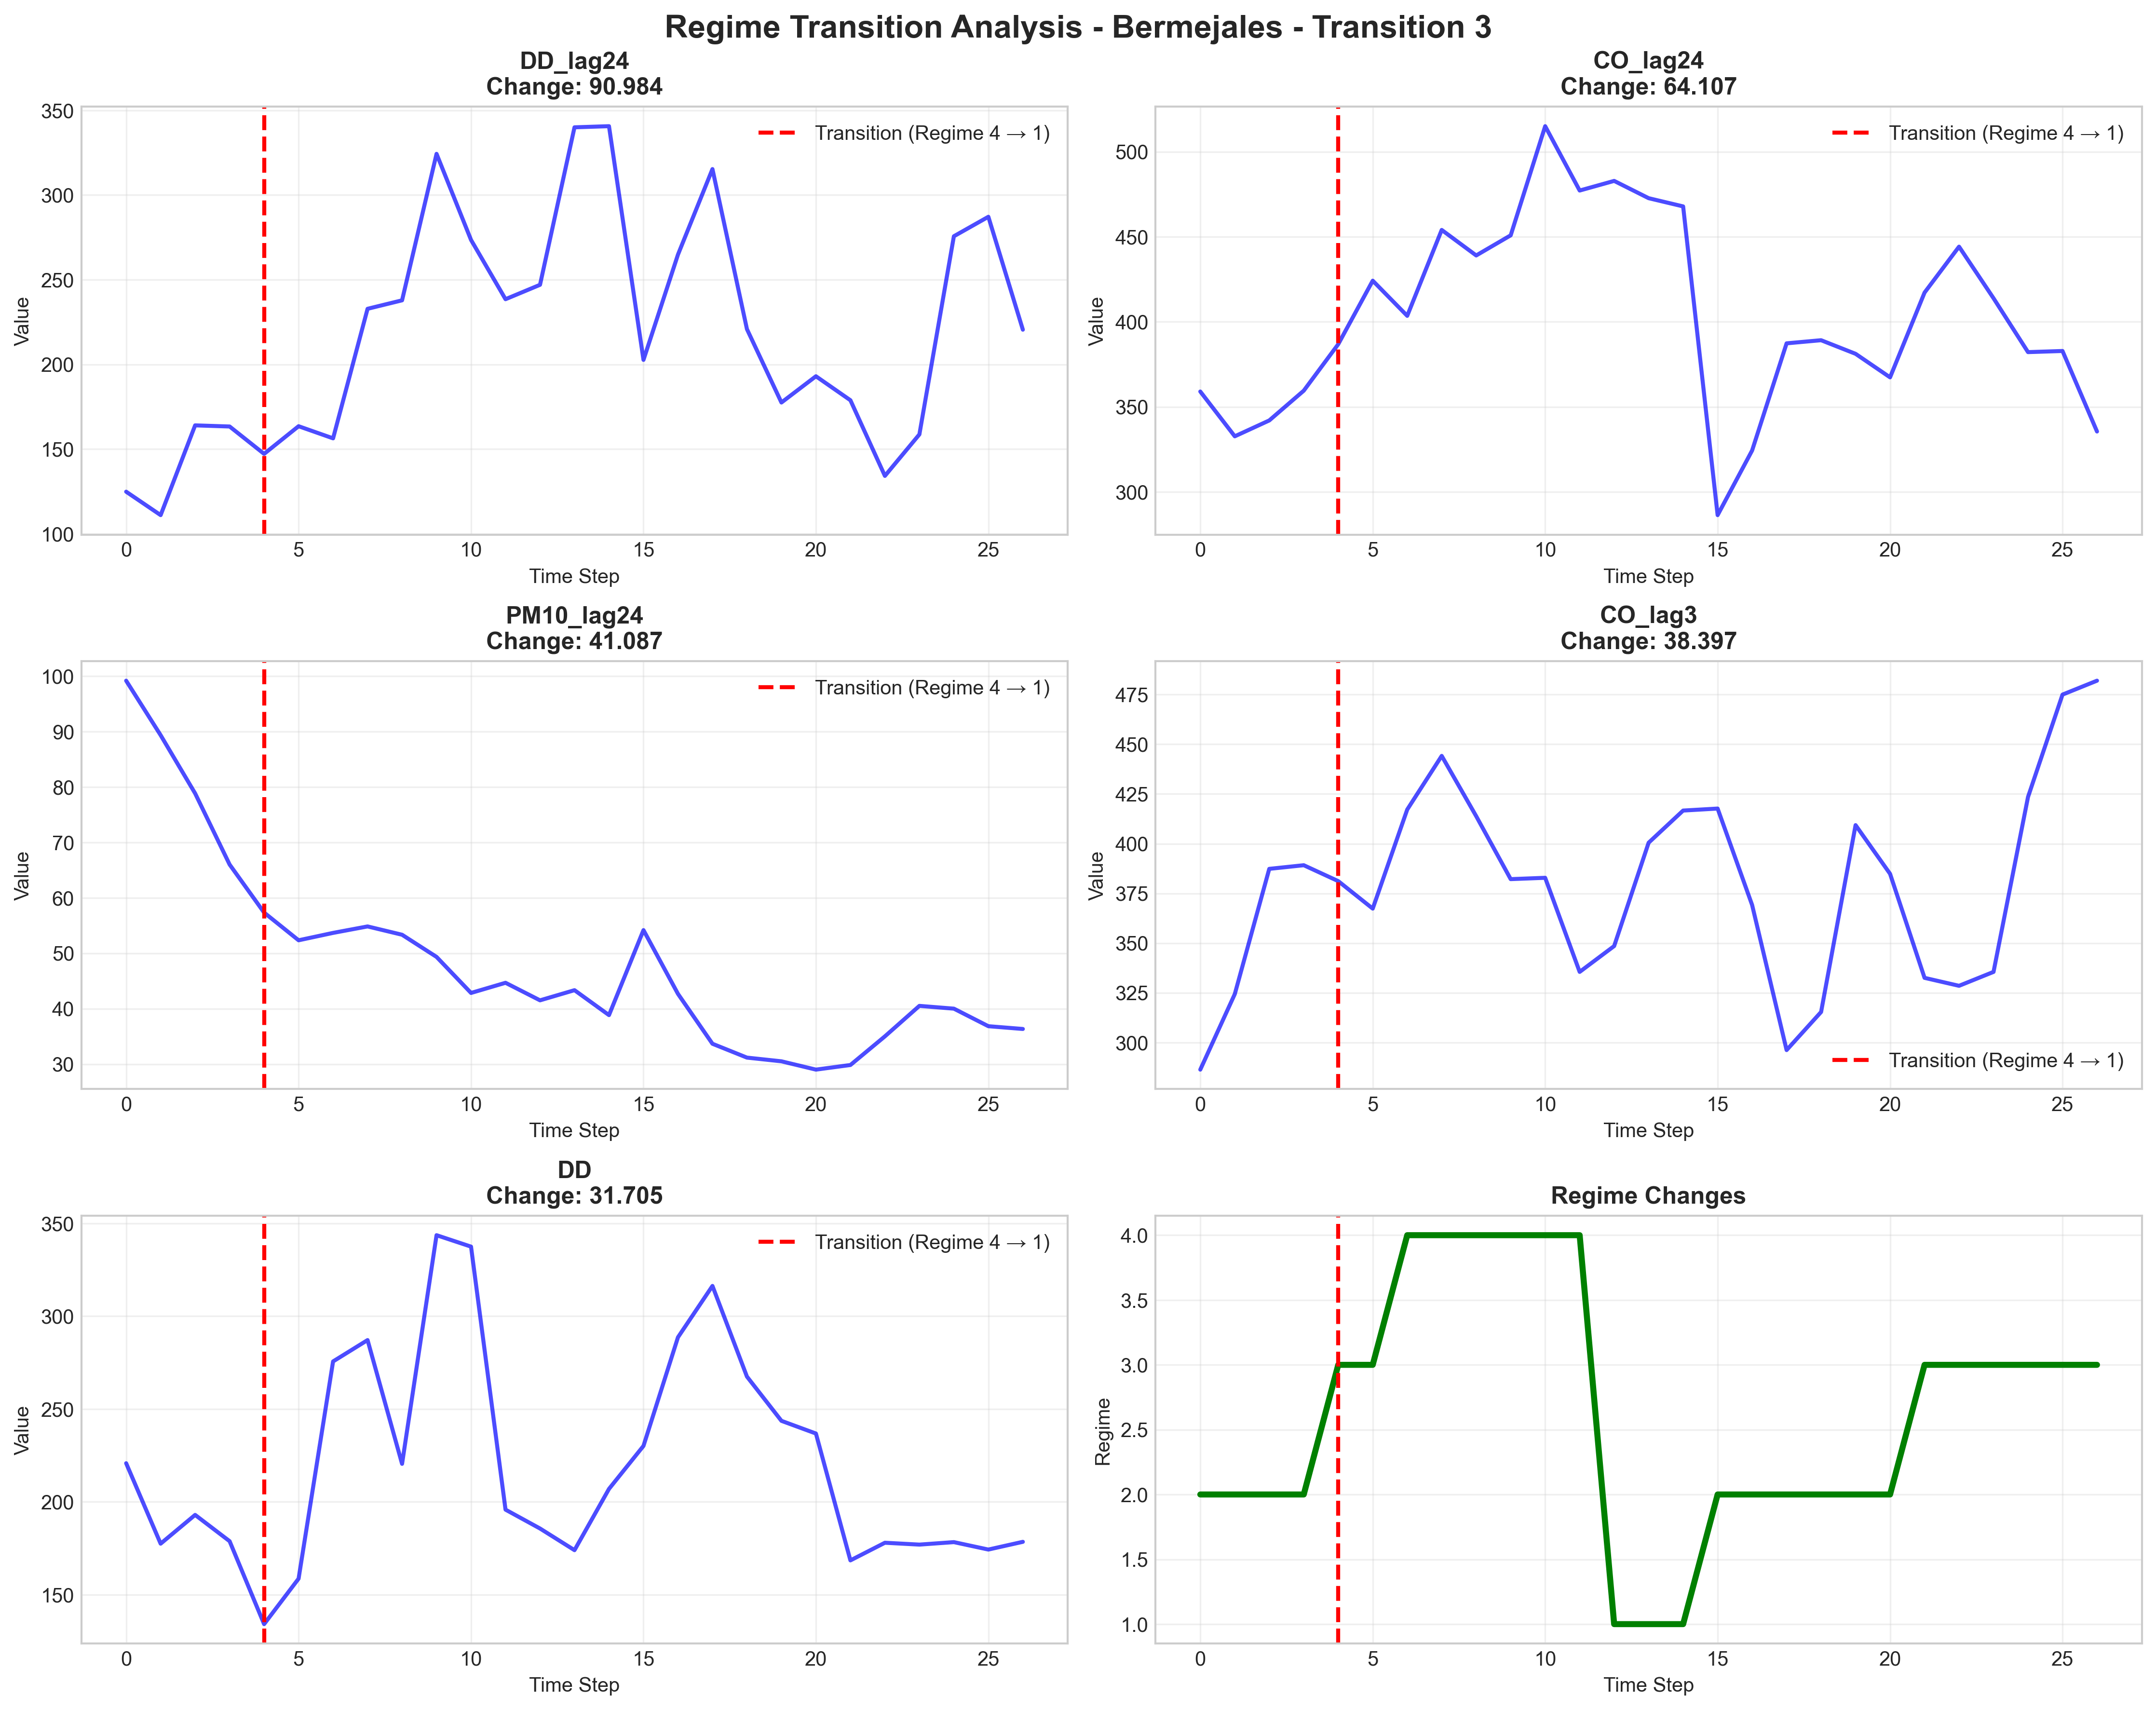 Regime Transition Analysis - Bermejales - Transition 3
DD_lag24
Change: 90.984
350
300
250
200
150
100
Value
0 5 10 15 20 25
Time Step
Transition (Regime 4 → 1)
CO_lag24
Change: 64.107
500
450
400
350
300
Value
0 5 10 15 20 25
Time Step
Transition (Regime 4 → 1)
PM10_lag24
Change: 41.087
100
90
80
70
60
50
40
30
Value
0 5 10 15 20 25
Time Step
Transition (Regime 4 → 1)
CO_lag3
Change: 38.397
475
450
425
400
375
350
325
300
Value
0 5 10 15 20 25
Time Step
Transition (Regime 4 → 1)
DD
Change: 31.705
350
300
250
200
150
Value
0 5 10 15 20 25
Time Step
Transition (Regime 4 → 1)
Regime Changes
4.0
3.5
3.0
2.5
2.0
1.5
1.0
Regime
0 5 10 15 20 25
Time Step